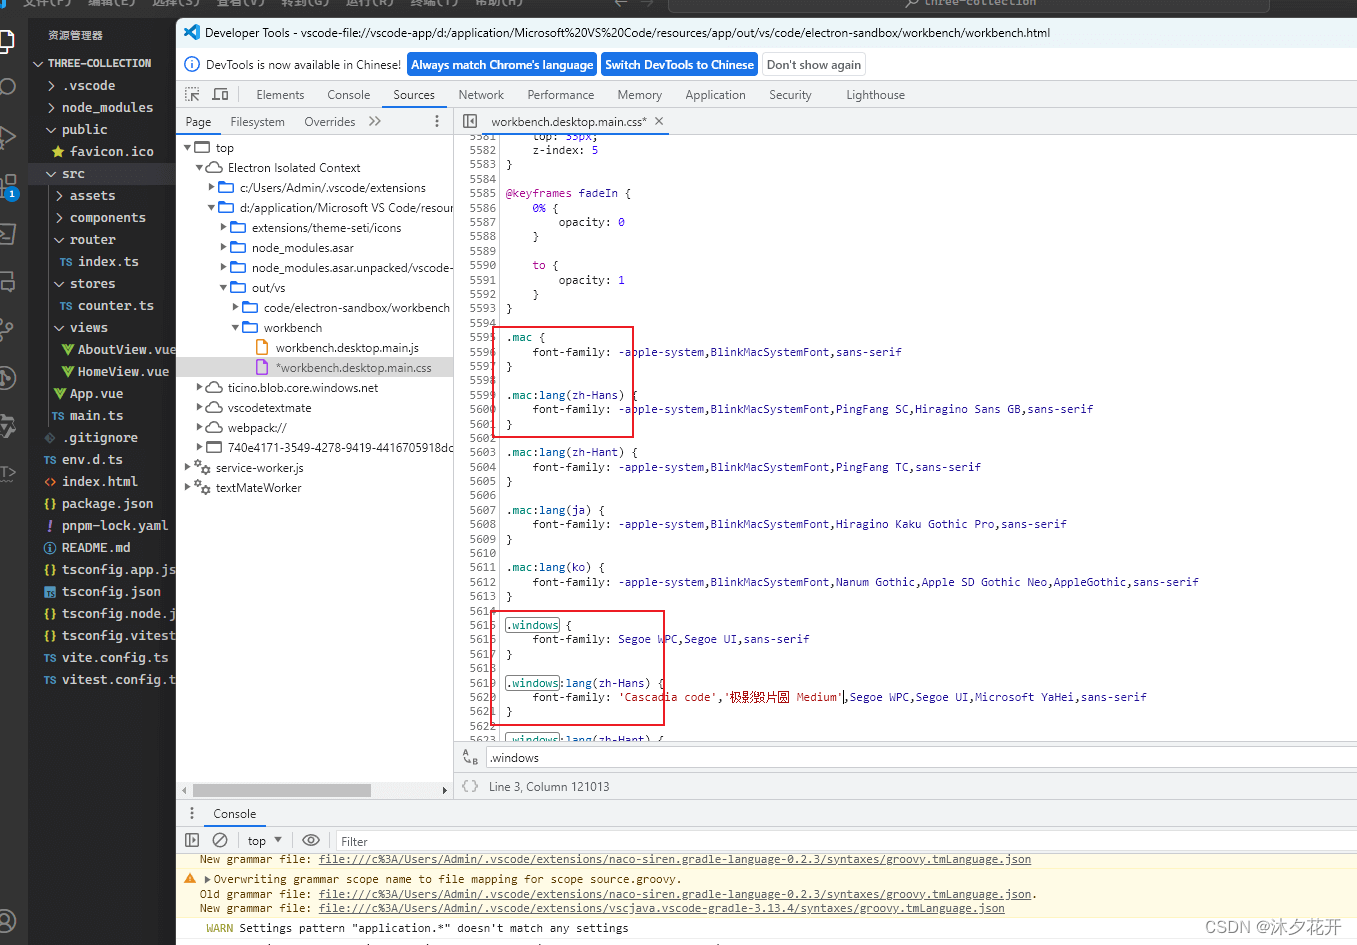 文件(F) 编辑(E) 选择(S) 查看(V) 转到(G) 运行(R) 终端(T) 帮助(H) three-collection
资源管理器
THREE-COLLECTION
.vscode
node_modules
public
favicon.ico
src
assets
components
router
TS index.ts
stores
TS counter.ts
views
AboutView.vue
HomeView.vue
App.vue
TS main.ts
.gitignore
TS env.d.ts
<> index.html
{} package.json
! pnpm-lock.yaml
README.md
{} tsconfig.app.js
tsconfig.json
{} tsconfig.node.j
{} tsconfig.vitest
TS vite.config.ts
TS vitest.config.t
1
Developer Tools - vscode-file://vscode-app/d:/application/Microsoft%20VS%20Code/resources/app/out/vs/code/electron-sandbox/workbench/workbench.html
DevTools is now available in Chinese! Always match Chrome's language Switch DevTools to Chinese Don't show again
Elements Console Sources Network Performance Memory Application Security Lighthouse
Page Filesystem Overrides
workbench.desktop.main.css*
top
Electron Isolated Context
c:/Users/Admin/.vscode/extensions
d:/application/Microsoft VS Code/resour
extensions/theme-seti/icons
node_modules.asar
node_modules.asar.unpacked/vscode-
out/vs
code/electron-sandbox/workbench
workbench
workbench.desktop.main.js
*workbench.desktop.main.css
ticino.blob.core.windows.net
vscodetextmate
webpack://
740e4171-3549-4278-9419-4416705918dc
service-worker.js
textMateWorker
5581 top: 33px;
5582 z-index: 5
5583 }
5584
5585 @keyframes fadeIn {
5586 0% {
5587 opacity: 0
5588 }
5589
5590 to {
5591 opacity: 1
5592 }
5593 }
5594
5595 .mac {
5596 font-family: -apple-system,BlinkMacSystemFont,sans-serif
5597 }
5598
5599 .mac:lang(zh-Hans) {
5600 font-family: -apple-system,BlinkMacSystemFont,PingFang SC,Hiragino Sans GB,sans-serif
5601 }
5602
5603 .mac:lang(zh-Hant) {
5604 font-family: -apple-system,BlinkMacSystemFont,PingFang TC,sans-serif
5605 }
5606
5607 .mac:lang(ja) {
5608 font-family: -apple-system,BlinkMacSystemFont,Hiragino Kaku Gothic Pro,sans-serif
5609 }
5610
5611 .mac:lang(ko) {
5612 font-family: -apple-system,BlinkMacSystemFont,Nanum Gothic,Apple SD Gothic Neo,AppleGothic,sans-serif
5613 }
5614
5615 .windows {
5616 font-family: Segoe WPC,Segoe UI,sans-serif
5617 }
5618
5619 .windows:lang(zh-Hans) {
5620 font-family: 'Cascadia code','极影毁片圆 Medium',Segoe WPC,Segoe UI,Microsoft YaHei,sans-serif
5621 }
5622
5623 .windows:lang(zh-Hant) {
.windows
{} Line 3, Column 121013
Console
top Filter
New grammar file: file:///c%3A/Users/Admin/.vscode/extensions/naco-siren.gradle-language-0.2.3/syntaxes/groovy.tmLanguage.json
Overwriting grammar scope name to file mapping for scope source.groovy.
Old grammar file: file:///c%3A/Users/Admin/.vscode/extensions/naco-siren.gradle-language-0.2.3/syntaxes/groovy.tmLanguage.json.
New grammar file: file:///c%3A/Users/Admin/.vscode/extensions/vscjava.vscode-gradle-3.13.4/syntaxes/groovy.tmLanguage.json
WARN Settings pattern "application.*" doesn't match any settings
CSDN @沐夕花开